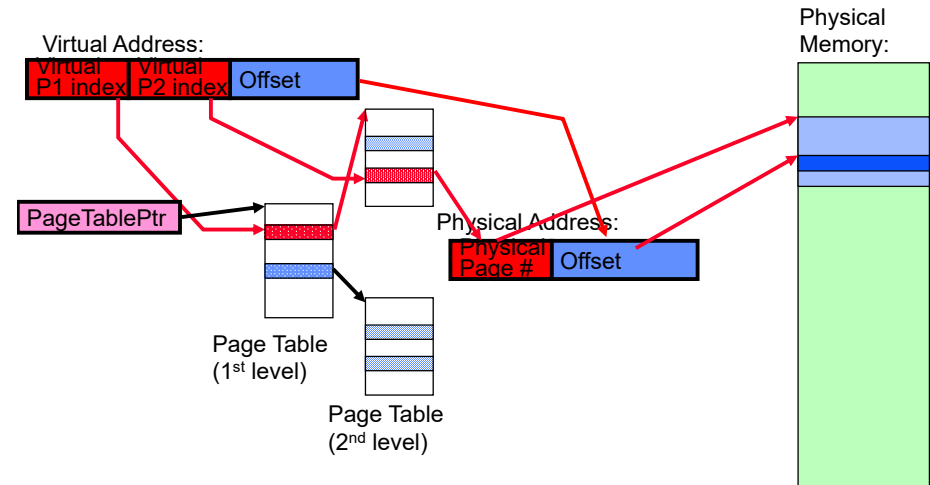 Physical
Memory:
Virtual Address:
Virtual
P1 index
Virtual
P2 index
Offset
PageTablePtr
Physical Address:
Physical
Page #
Offset
Page Table
(1st level)
Page Table
(2nd level)